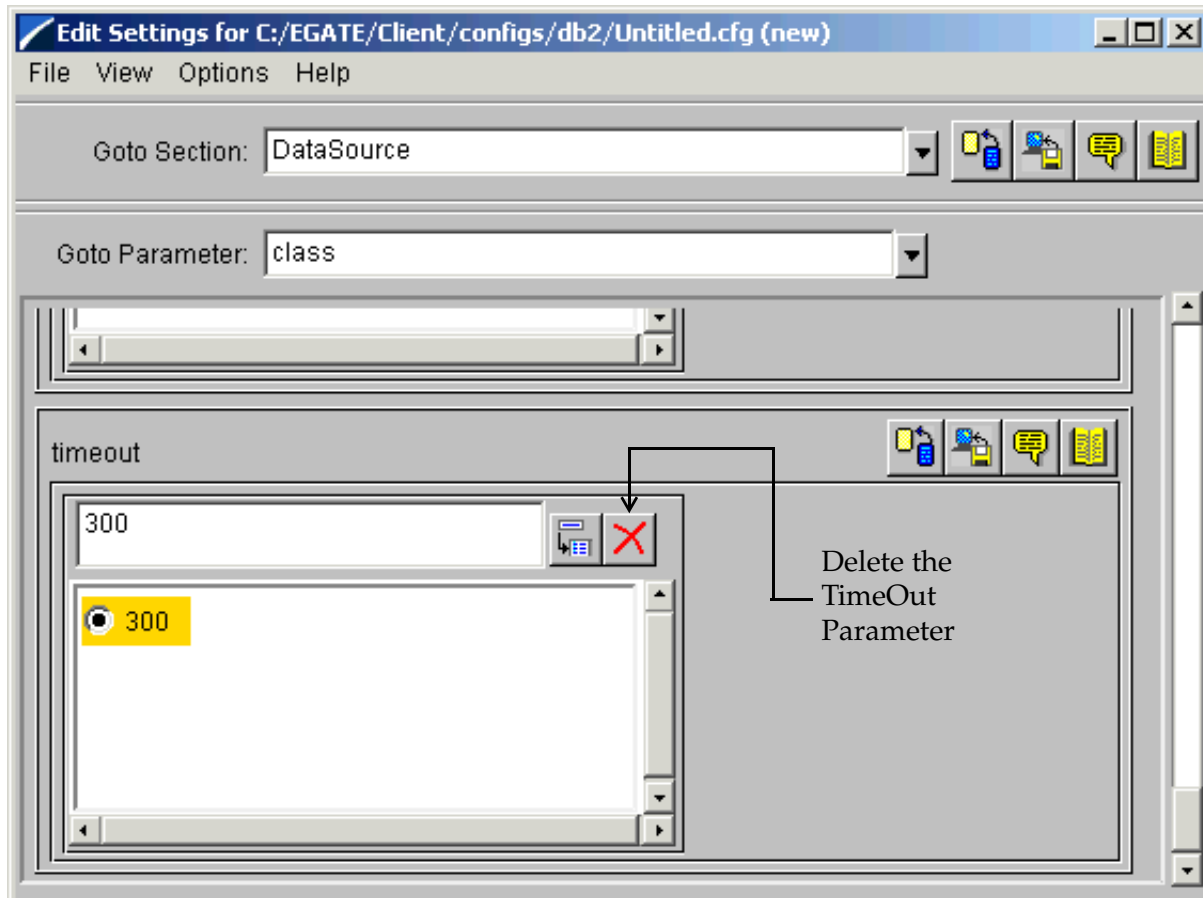 Edit Settings for C:/EGATE/Client/configs/db2/Untitled.cfg (new)
File View Options Help
Goto Section: DataSource
Goto Parameter: class
timeout
300
300
Delete the
TimeOut
Parameter